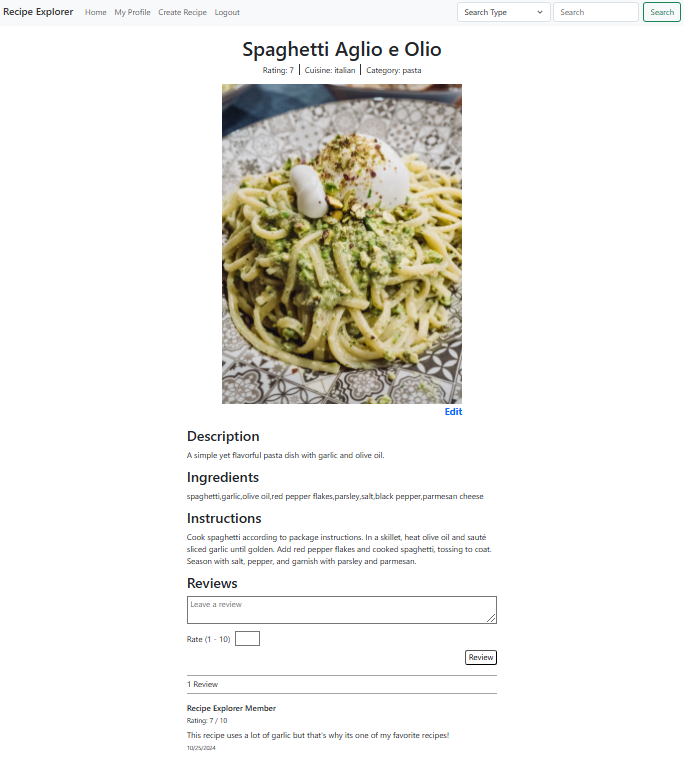 Recipe Explorer Home My Profile Create Recipe Logout Search Type Search Search
Spaghetti Aglio e Olio
Rating: 7 | Cuisine: italian | Category: pasta
Edit
Description
A simple yet flavorful pasta dish with garlic and olive oil.
Ingredients
spaghetti,garlic,olive oil,red pepper flakes,parsley,salt,black pepper,parmesan cheese
Instructions
Cook spaghetti according to package instructions. In a skillet, heat olive oil and sauté
sliced garlic until golden. Add red pepper flakes and cooked spaghetti, tossing to coat.
Season with salt, pepper, and garnish with parsley and parmesan.
Reviews
Leave a review
Rate (1 - 10)
Review
1 Review
Recipe Explorer Member
Rating: 7 / 10
This recipe uses a lot of garlic but that's why its one of my favorite recipes!
10/25/2024